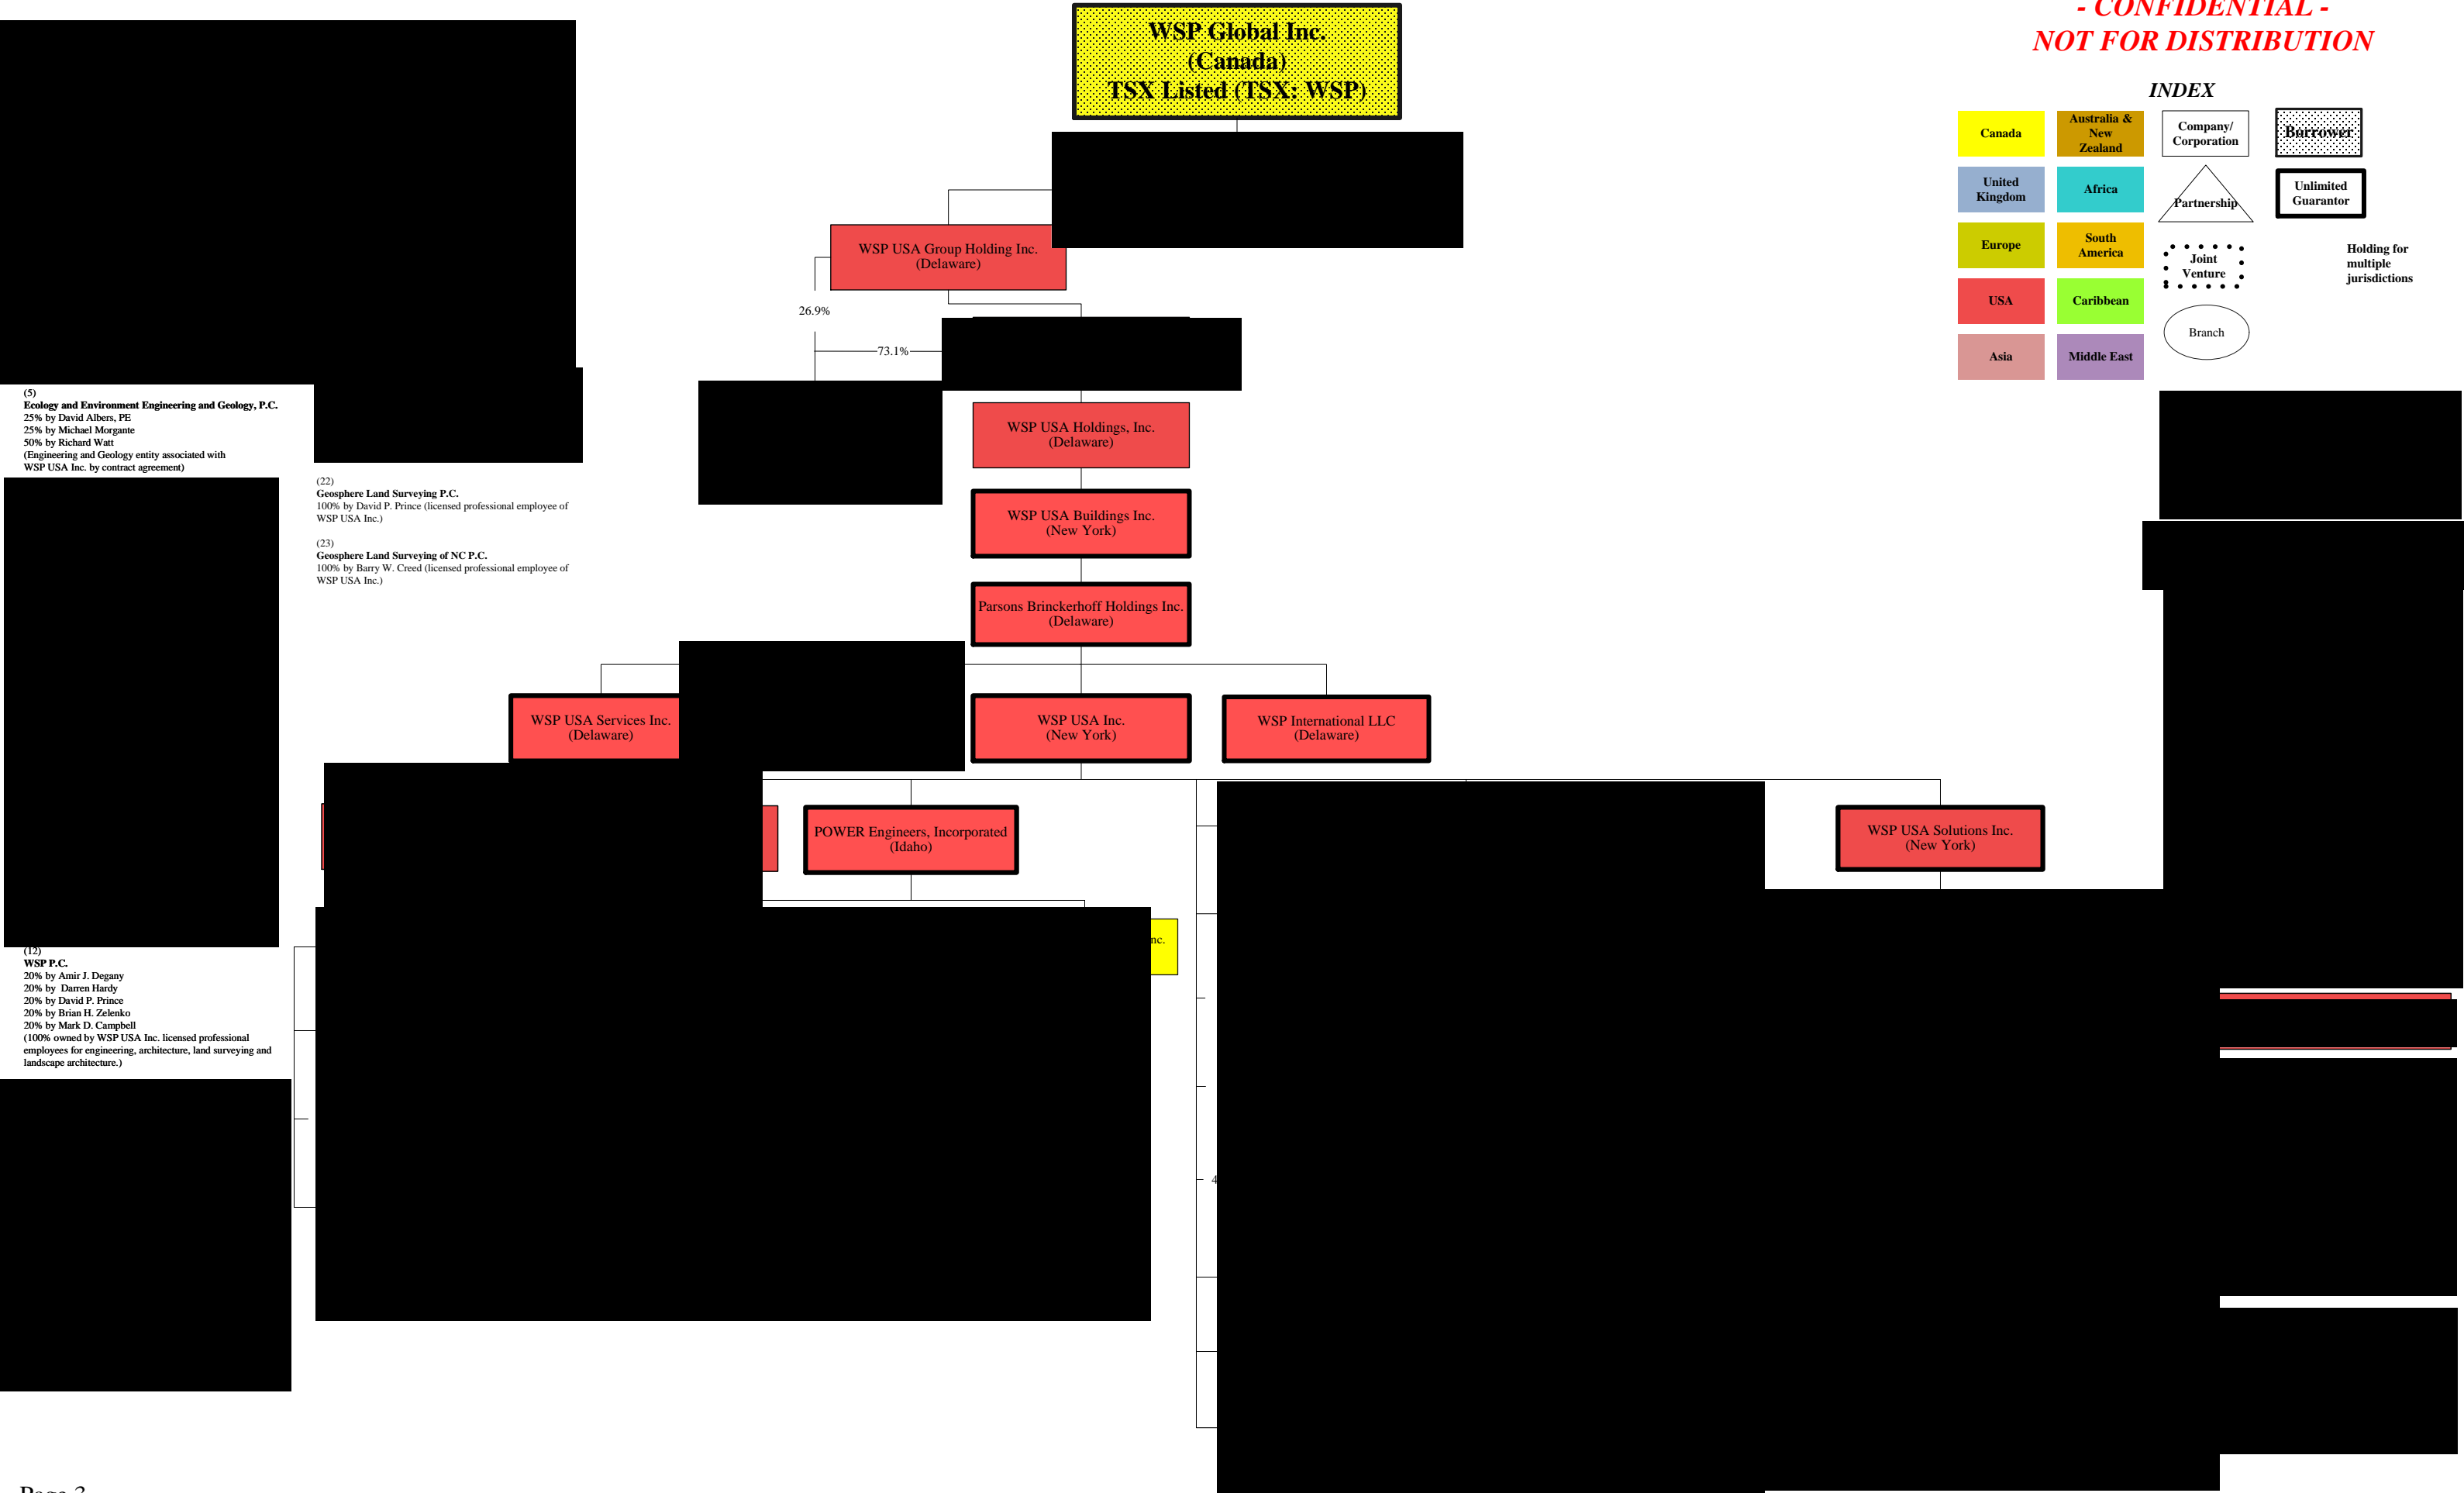 - CONFIDENTIAL -
NOT FOR DISTRIBUTION
WSP Global Inc.
(Canada)
TSX Listed (TSX: WSP)
INDEX
Canada
Australia &
New
Zealand
Company/
Corporation
Borrower
United
Kingdom
Africa
Partnership
Unlimited
Guarantor
Europe
South
America
Joint
Venture
Holding for
multiple
jurisdictions
USA
Caribbean
Branch
Asia
Middle East
WSP USA Group Holding Inc.
(Delaware)
26.9%
73.1%
WSP USA Holdings, Inc.
(Delaware)
WSP USA Buildings Inc.
(New York)
Parsons Brinckerhoff Holdings Inc.
(Delaware)
WSP USA Services Inc.
(Delaware)
WSP USA Inc.
(New York)
WSP International LLC
(Delaware)
POWER Engineers, Incorporated
(Idaho)
WSP USA Solutions Inc.
(New York)
nc.
4
(5)
Ecology and Environment Engineering and Geology, P.C.
25% by David Albers, PE
25% by Michael Morgante
50% by Richard Watt
(Engineering and Geology entity associated with
WSP USA Inc. by contract agreement)
(22)
Geosphere Land Surveying P.C.
100% by David P. Prince (licensed professional employee of
WSP USA Inc.)
(23)
Geosphere Land Surveying of NC P.C.
100% by Barry W. Creed (licensed professional employee of
WSP USA Inc.)
(12)
WSP P.C.
20% by Amir J. Degany
20% by Darren Hardy
20% by David P. Prince
20% by Brian H. Zelenko
20% by Mark D. Campbell
(100% owned by WSP USA Inc. licensed professional
employees for engineering, architecture, land surveying and
landscape architecture.)
Page 3